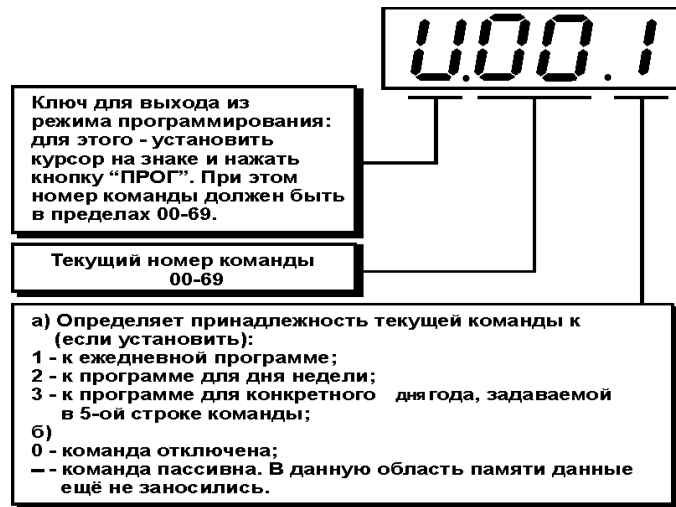 U.00.1
Ключ для выхода из
режима программирования:
для этого - установить
курсор на знаке и нажать
кнопку “ПРОГ”. При этом
номер команды должен быть
в пределах 00-69.
Текущий номер команды
00-69
а) Определяет принадлежность текущей команды к
(если установить):
1 - к ежедневной программе;
2 - к программе для дня недели;
3 - к программе для конкретного дня года, задаваемой
в 5-ой строке команды;
б)
0 - команда отключена;
– - команда пассивна. В данную область памяти данные
ещё не заносились.